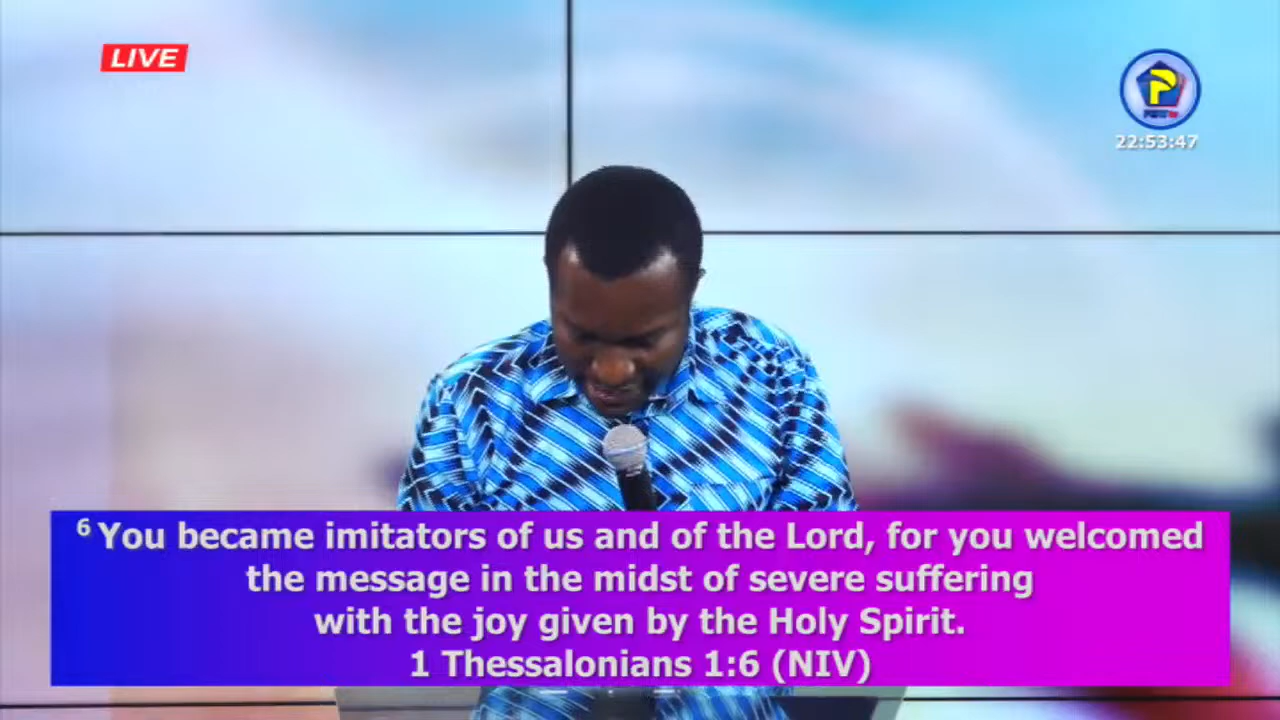 LIVE
P
22:53:47
6 You became imitators of us and of the Lord, for you welcomed
the message in the midst of severe suffering
with the joy given by the Holy Spirit.
1 Thessalonians 1:6 (NIV)